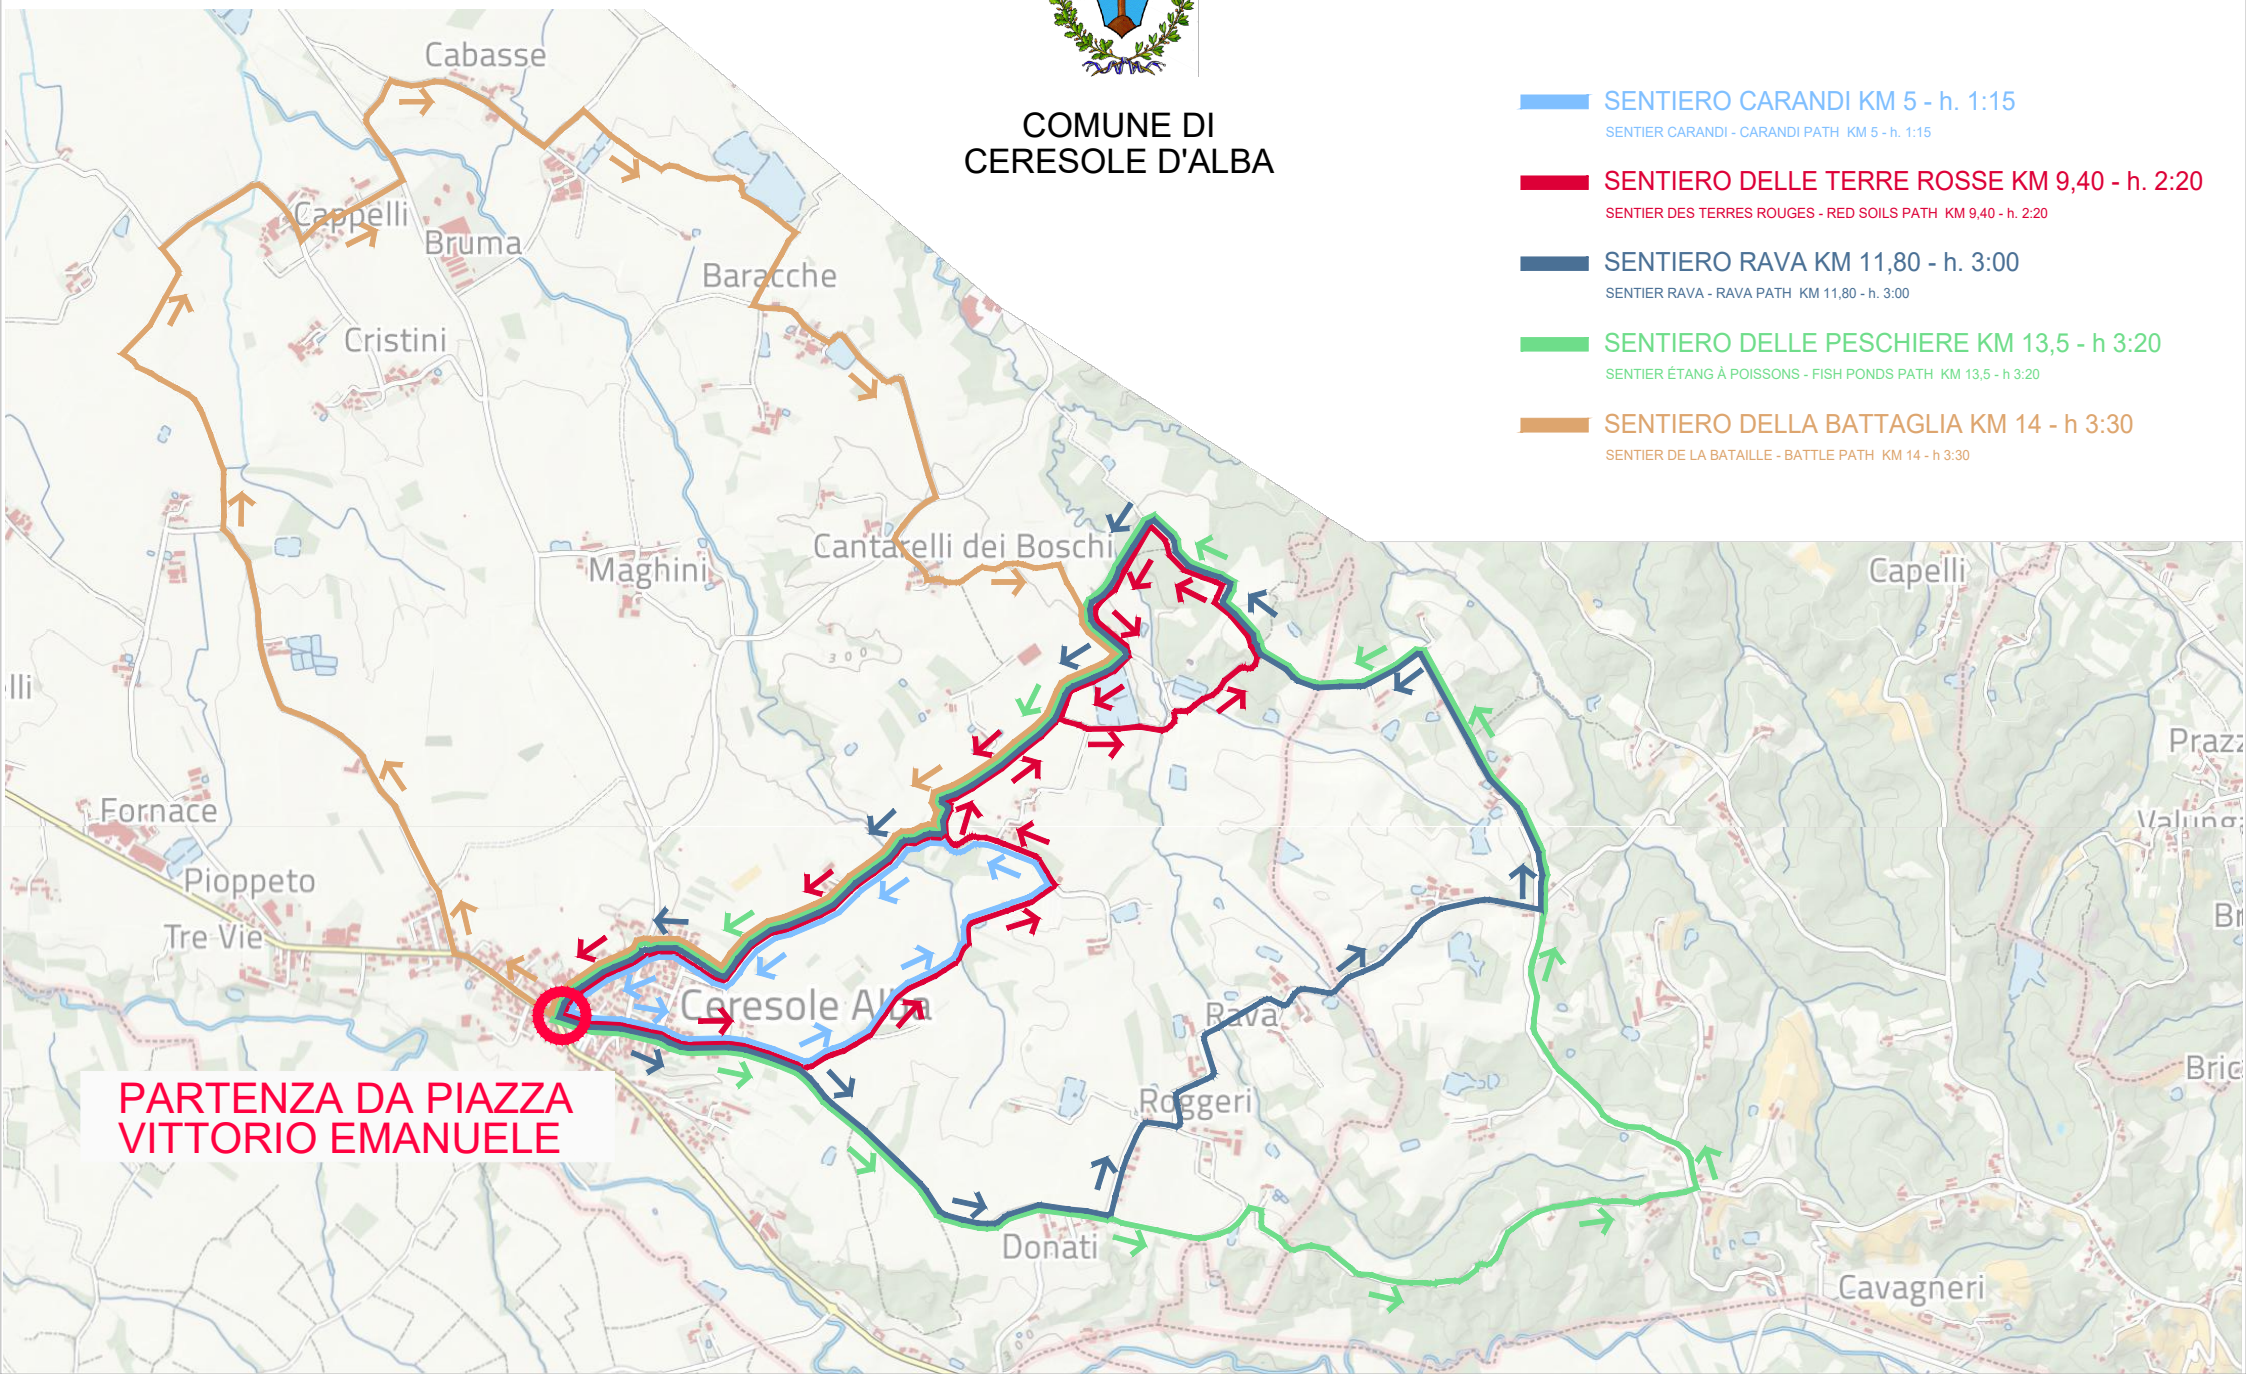 COMUNE DI
CERESOLE D'ALBA
SENTIERO CARANDI KM 5 - h. 1:15
SENTIER CARANDI - CARANDI PATH KM 5 - h. 1:15
SENTIERO DELLE TERRE ROSSE KM 9,40 - h. 2:20
SENTIER DES TERRES ROUGES - RED SOILS PATH KM 9,40 - h. 2:20
SENTIERO RAVA KM 11,80 - h. 3:00
SENTIER RAVA - RAVA PATH KM 11,80 - h. 3:00
SENTIERO DELLE PESCHIERE KM 13,5 - h 3:20
SENTIER ÉTANG À POISSONS - FISH PONDS PATH KM 13,5 - h 3:20
SENTIERO DELLA BATTAGLIA KM 14 - h 3:30
SENTIER DE LA BATAILLE - BATTLE PATH KM 14 - h 3:30
Cabasse
Cappelli
Bruma
Baracche
Cristini
Cantarelli dei Boschi
Maghini
Capelli
300
lli
Prazz
Fornace
Valung
Pioppeto
Tre Vie
Br
Ceresole Alba
Rava
Bric
Roggeri
PARTENZA DA PIAZZA
VITTORIO EMANUELE
Donati
Cavagneri